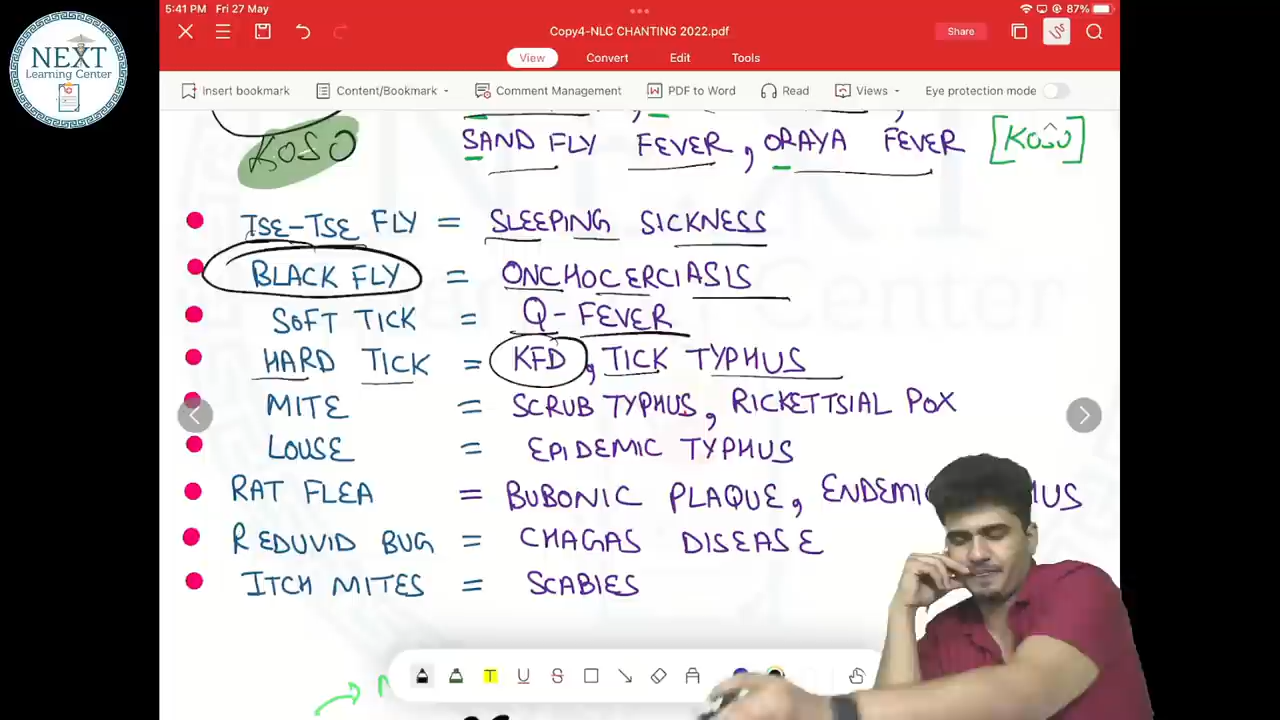 5:41 PM Fri 27 May
87%
NEXT
Learning Center
Copy4-NLC CHANTING 2022.pdf
Share
View Convert Edit Tools
Insert bookmark Content/Bookmark Comment Management PDF to Word Read Views Eye protection mode
KOSO
SAND FLY FEVER, ORAYA FEVER [KOSO]
TSE-TSE FLY = SLEEPING SICKNESS
BLACK FLY = ONCHOCERCIASIS
SOFT TICK = Q-FEVER
HARD TICK = KFD, TICK TYPHUS
MITE = SCRUB TYPHUS, RICKETTSIAL POX
LOUSE = EPIDEMIC TYPHUS
RAT FLEA = BUBONIC PLAQUE,
REDUVID BUG = CHAGAS DISEASE
ITCH MITES = SCABIES